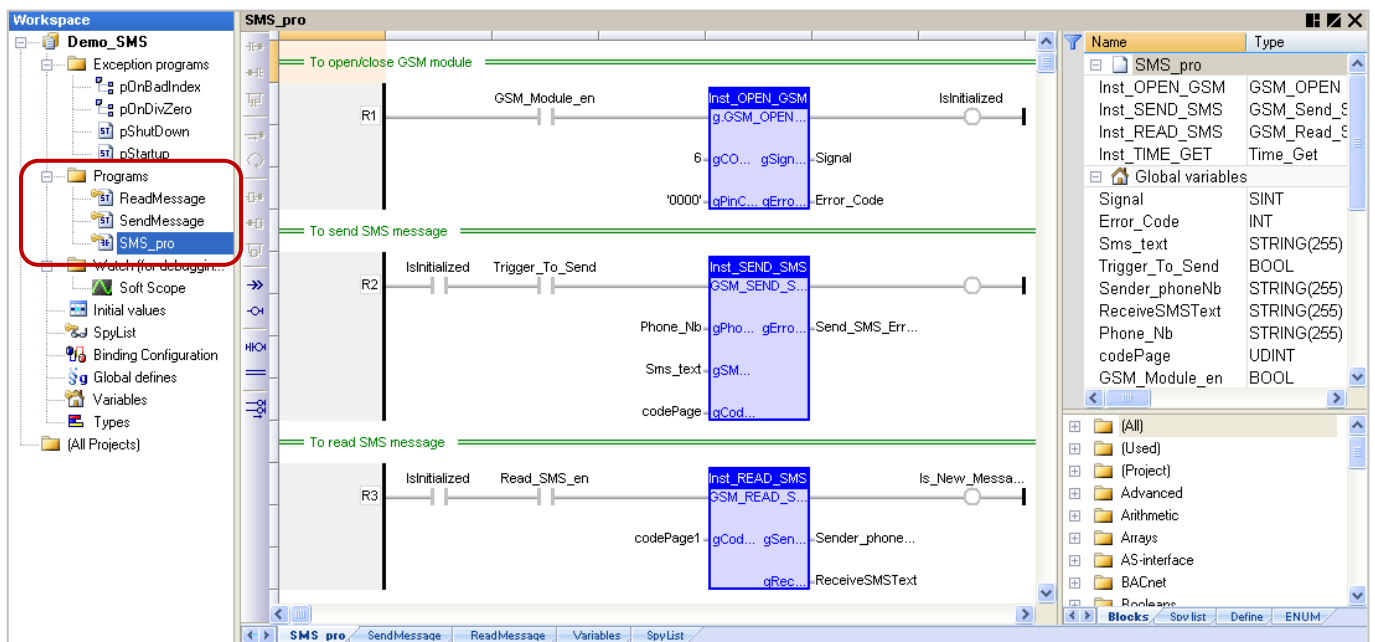 Workspace
Demo_SMS
Exception programs
pOnBadIndex
pOnDivZero
pShutDown
pStartup
Programs
ReadMessage
SendMessage
SMS_pro
Watch (for debuggin...
Soft Scope
Initial values
SpyList
Binding Configuration
Global defines
Variables
Types
(All Projects)
SMS_pro
To open/close GSM module
GSM_Module_en Inst_OPEN_GSM IsInitialized
R1 g.GSM_OPEN...
6 gCO... gSign... Signal
'0000' gPinC... gErro... Error_Code
To send SMS message
IsInitialized Trigger_To_Send Inst_SEND_SMS
R2 GSM_SEND_S...
Phone_Nb gPho... gErro... Send_SMS_Err...
Sms_text gSM...
codePage gCod...
To read SMS message
IsInitialized Read_SMS_en Inst_READ_SMS Is_New_Messa...
R3 GSM_READ_S...
codePage1 gCod... gSen... Sender_phone...
gRec... ReceiveSMSText
SMS_pro SendMessage ReadMessage Variables SpyList
Name Type
SMS_pro
Inst_OPEN_GSM GSM_OPEN
Inst_SEND_SMS GSM_Send_S
Inst_READ_SMS GSM_Read_S
Inst_TIME_GET Time_Get
Global variables
Signal SINT
Error_Code INT
Sms_text STRING(255)
Trigger_To_Send BOOL
Sender_phoneNb STRING(255)
ReceiveSMSText STRING(255)
Phone_Nb STRING(255)
codePage UDINT
GSM_Module_en BOOL
(All)
(Used)
(Project)
Advanced
Arithmetic
Arrays
AS-interface
BACnet
Booleans
Blocks Spy list Define ENUM